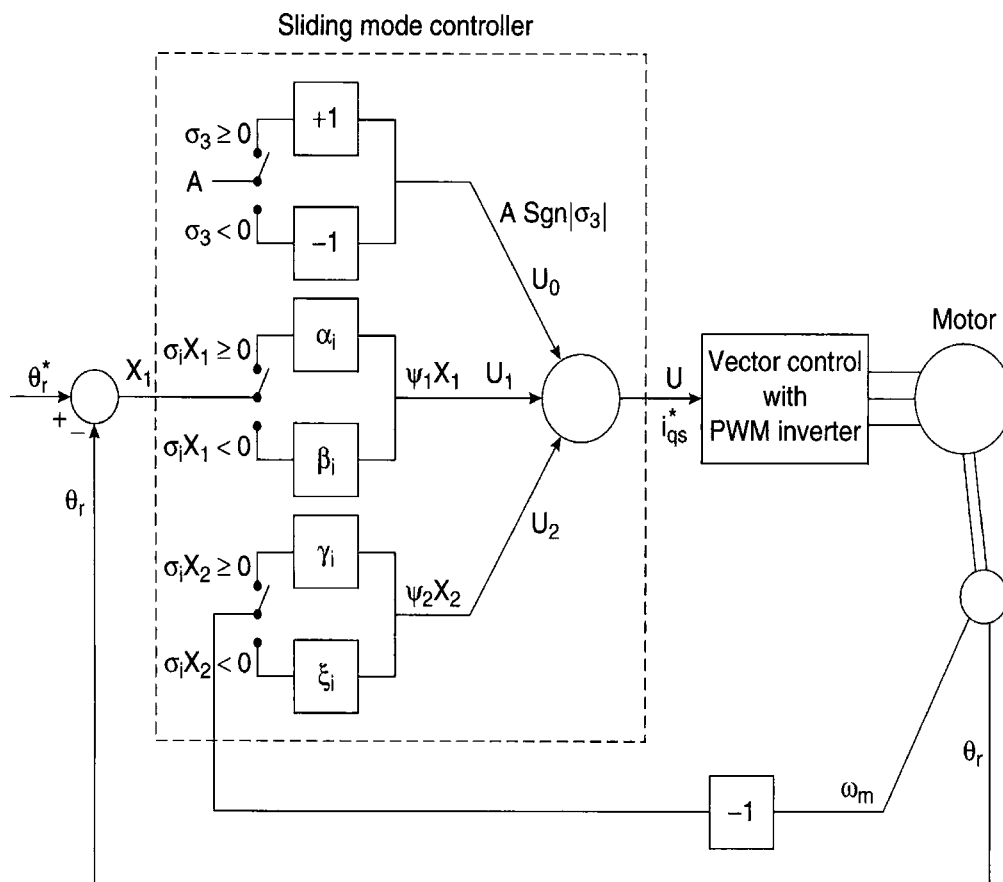 Sliding mode controller
σ₃ ≥ 0
+1
A
σ₃ < 0
−1
A Sgn|σ₃|
U₀
σᵢX₁ ≥ 0
αᵢ
θᵣ*
X₁
+
−
ψ₁X₁
U₁
σᵢX₁ < 0
βᵢ
θᵣ
U
i*qs
Vector control
with
PWM inverter
Motor
σᵢX₂ ≥ 0
γᵢ
ψ₂X₂
U₂
σᵢX₂ < 0
ξᵢ
−1
ωₘ
θᵣ